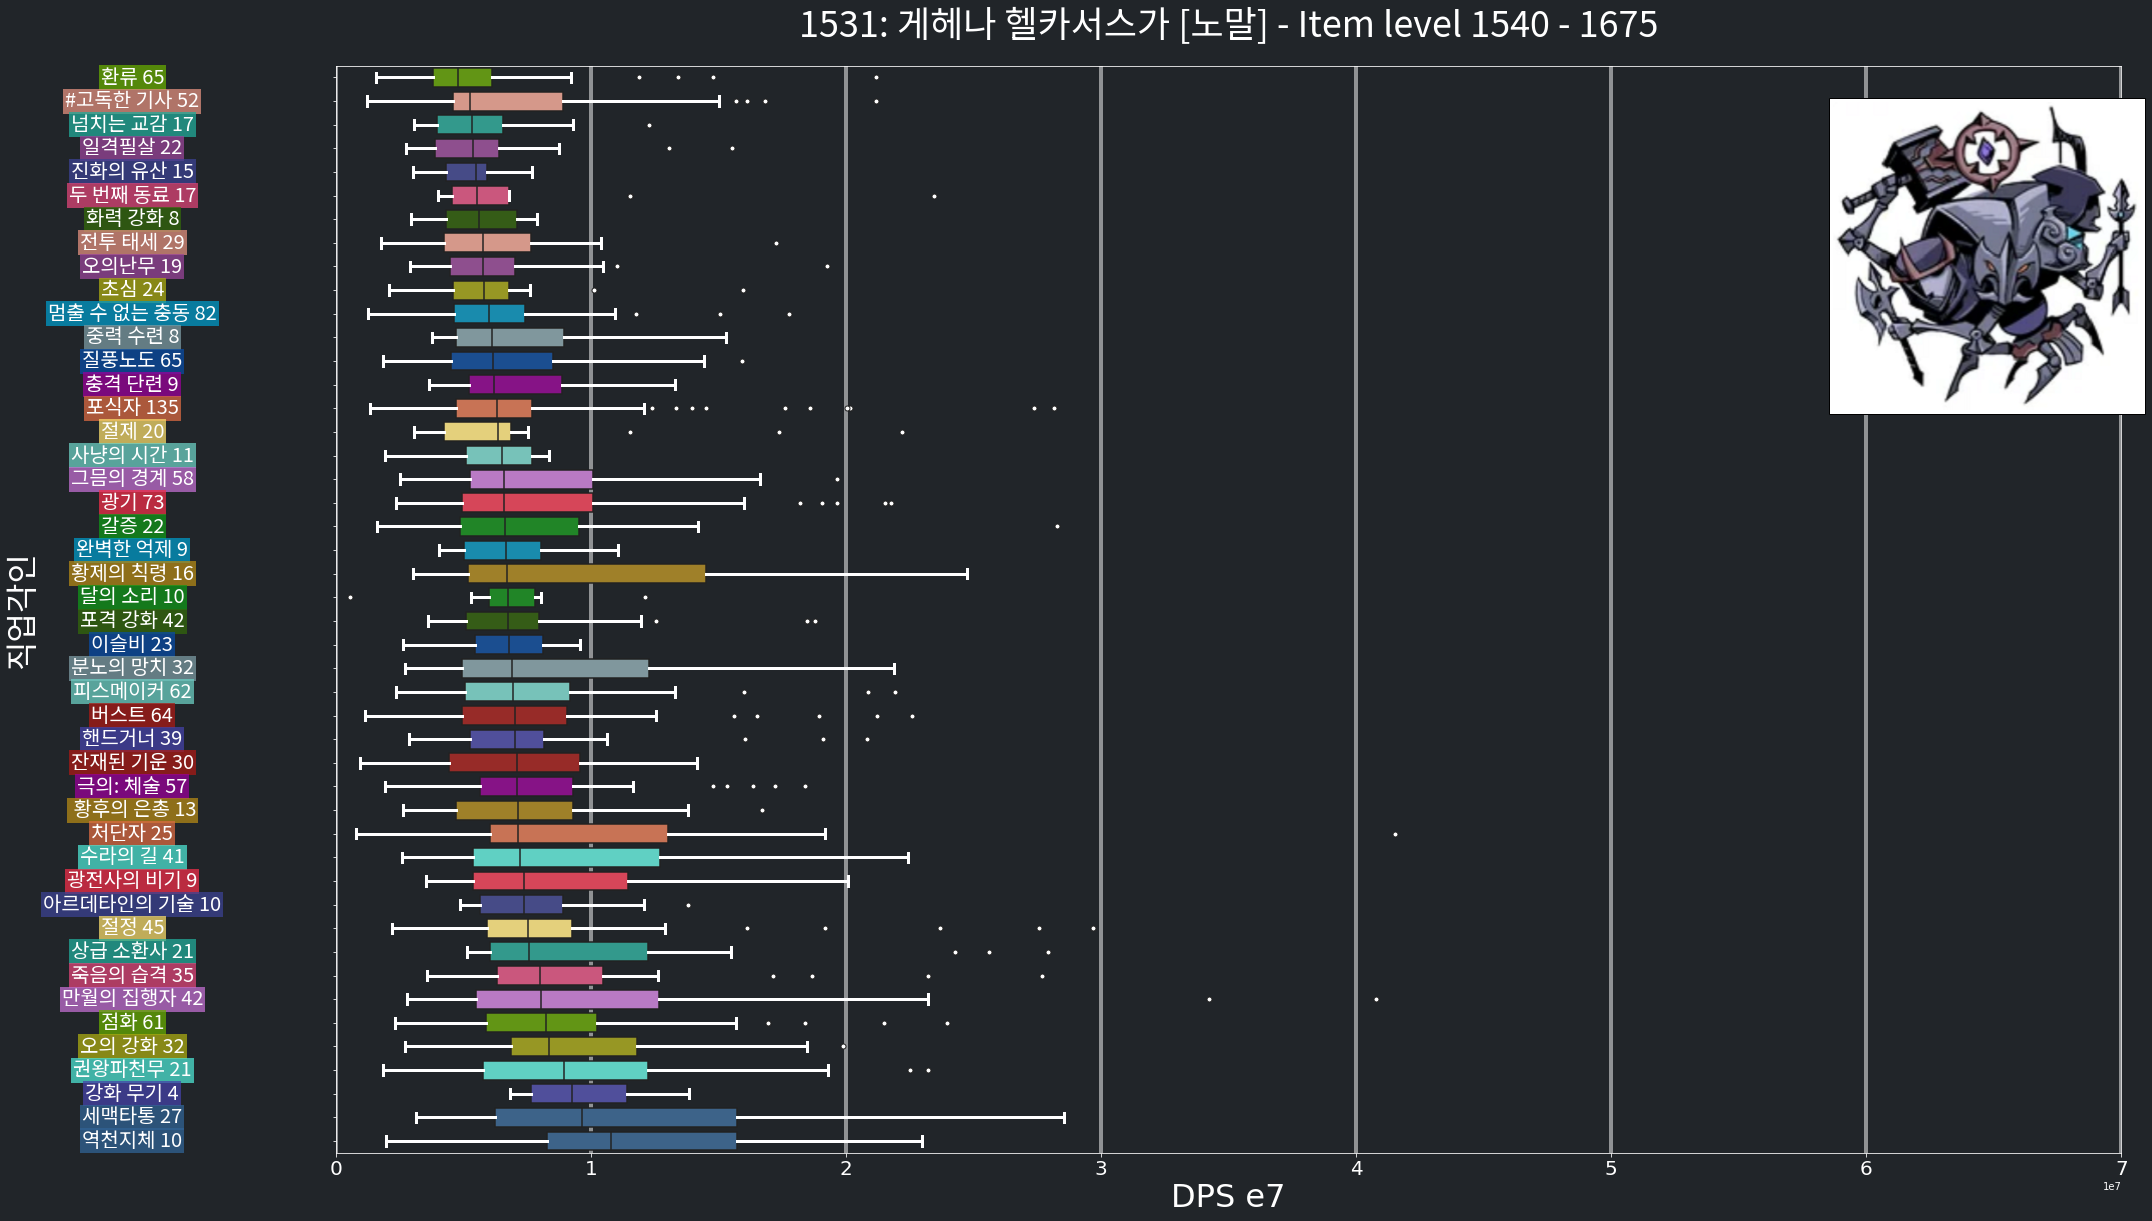 1531: 게헤나 헬카서스가 [노말] - Item level 1540 - 1675
직업각인
환류 65
#고독한 기사 52
넘치는 교감 17
일격필살 22
진화의 유산 15
두 번째 동료 17
화력 강화 8
전투 태세 29
오의난무 19
초심 24
멈출 수 없는 충동 82
중력 수련 8
질풍노도 65
충격 단련 9
포식자 135
절제 20
사냥의 시간 11
그믐의 경계 58
광기 73
갈증 22
완벽한 억제 9
황제의 칙령 16
달의 소리 10
포격 강화 42
이슬비 23
분노의 망치 32
피스메이커 62
버스트 64
핸드거너 39
잔재된 기운 30
극의: 체술 57
황후의 은총 13
처단자 25
수라의 길 41
광전사의 비기 9
아르데타인의 기술 10
절정 45
상급 소환사 21
죽음의 습격 35
만월의 집행자 42
점화 61
오의 강화 32
권왕파천무 21
강화 무기 4
세맥타통 27
역천지체 10
0 1 2 3 4 5 6 7
1e7
DPS e7